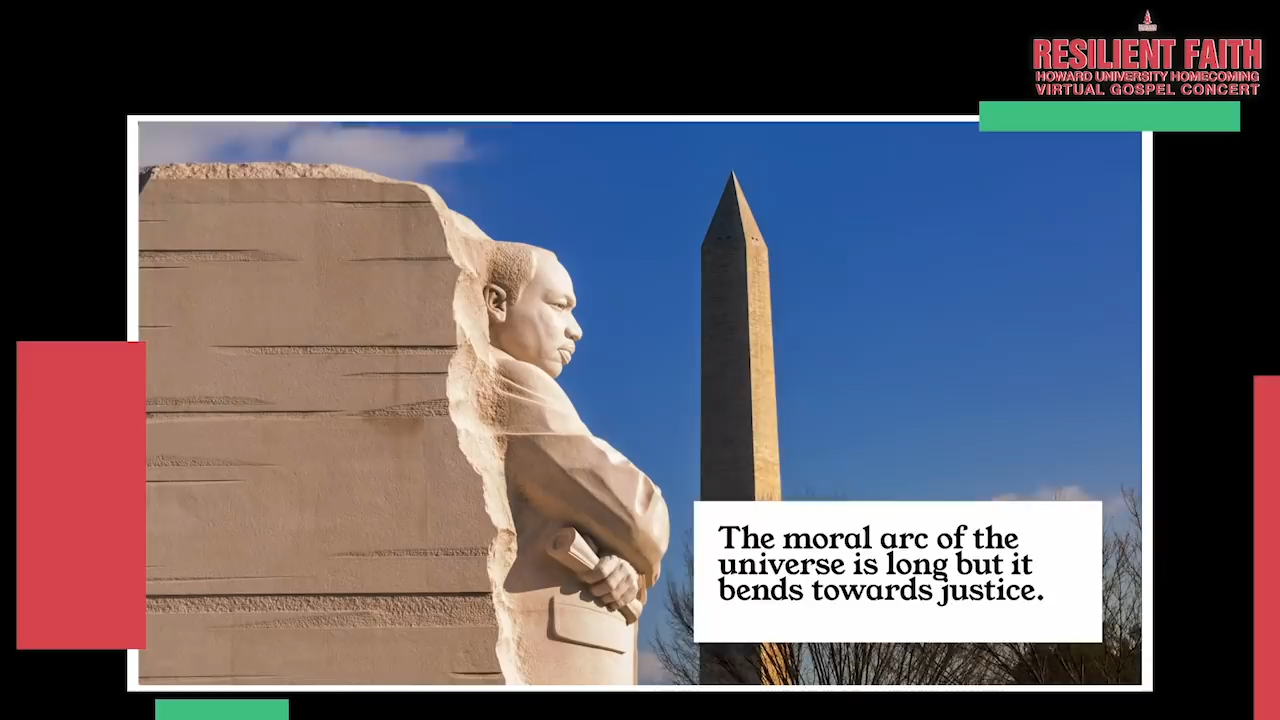 RESILIENT FAITH
HOWARD UNIVERSITY HOMECOMING
VIRTUAL GOSPEL CONCERT
The moral arc of the
universe is long but it
bends towards justice.